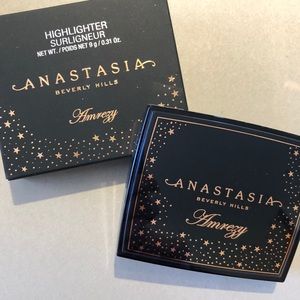 HIGHLIGHTER
SURLIGNEUR
NET WT. / POIDS NET 9 g / 0.31 Oz.
ANASTASIA
BEVERLY HILLS
Amrezy
ANASTASIA
BEVERLY HILLS
Amrezy